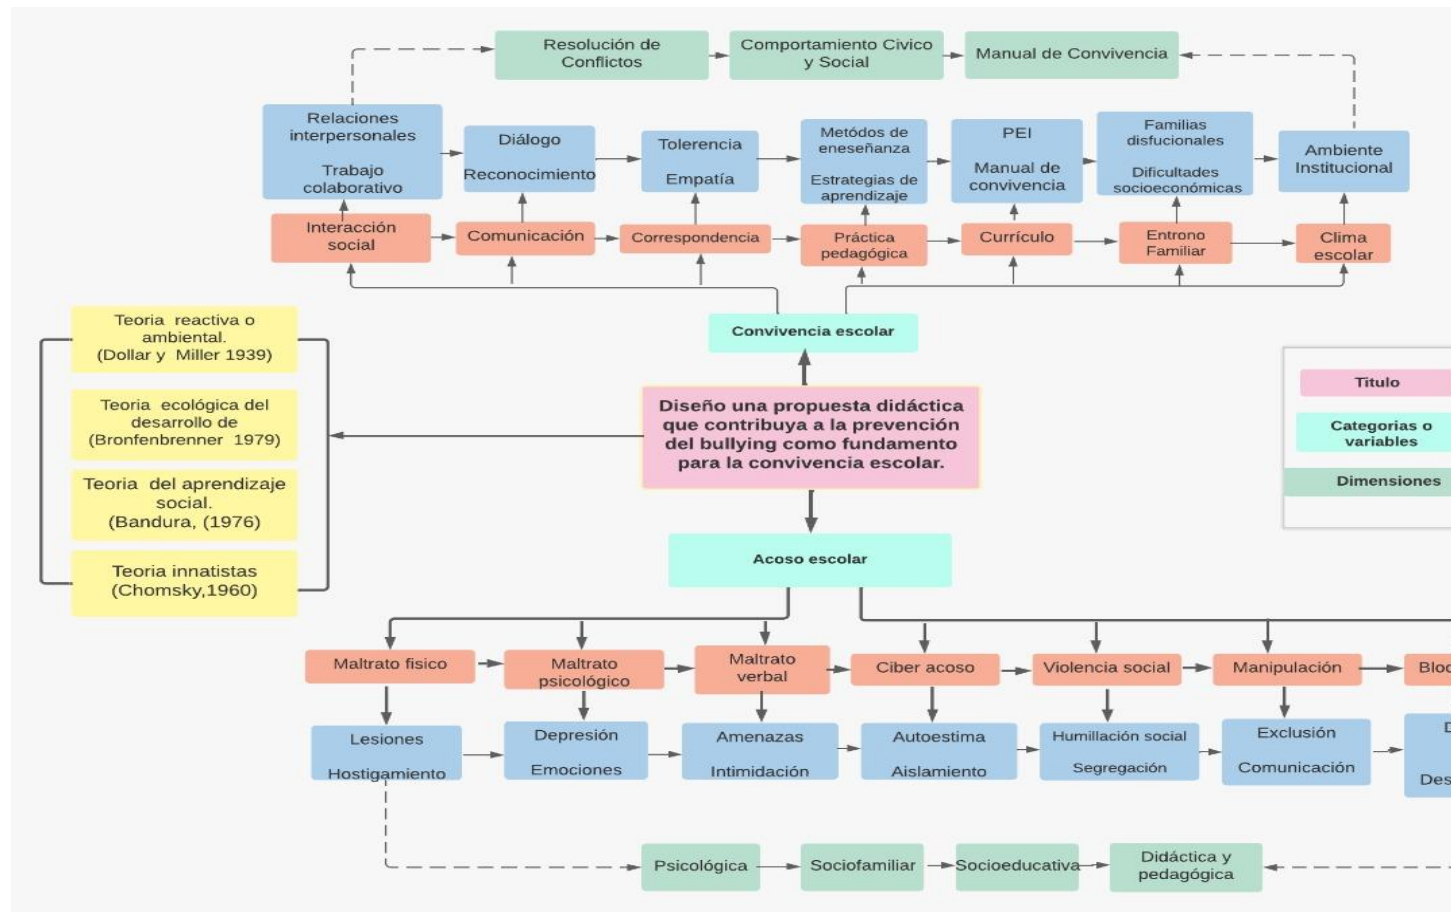 Resolución de
Conflictos
Comportamiento Civico
y Social
Manual de Convivencia
Relaciones
interpersonales
Trabajo
colaborativo
Diálogo
Reconocimiento
Tolerencia
Empatía
Metódos de
eneseñanza
Estrategias de
aprendizaje
PEI
Manual de
convivencia
Familias
disfucionales
Dificultades
socioeconómicas
Ambiente
Institucional
Interacción
social
Comunicación
Correspondencia
Práctica
pedagógica
Currículo
Entrono
Familiar
Clima
escolar
Convivencia escolar
Teoria reactiva o
ambiental.
(Dollar y Miller 1939)
Teoria ecológica del
desarrollo de
(Bronfenbrenner 1979)
Teoria del aprendizaje
social.
(Bandura, (1976)
Teoria innatistas
(Chomsky,1960)
Diseño una propuesta didáctica
que contribuya a la prevención
del bullying como fundamento
para la convivencia escolar.
Titulo
Categorias o
variables
Dimensiones
Acoso escolar
Maltrato fisico
Maltrato
psicológico
Maltrato
verbal
Ciber acoso
Violencia social
Manipulación
Lesiones
Hostigamiento
Depresión
Emociones
Amenazas
Intimidación
Autoestima
Aislamiento
Humillación social
Segregación
Exclusión
Comunicación
Psicológica
Sociofamiliar
Socioeducativa
Didáctica y
pedagógica